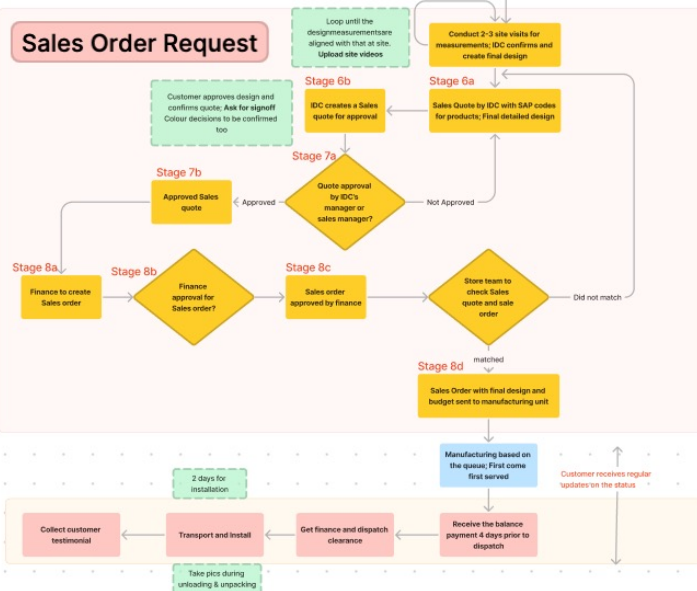 Loop until the
designmeasurementsare
aligned with that at site.
Upload site videos
Conduct 2-3 site visits for
measurements; IDC confirms and
create final design
Sales Order Request
Stage 6b
Stage 6a
Customer approves design and
confirms quote; Ask for signoff
Colour decisions to be confirmed
too
IDC creates a Sales
quote for approval
Sales Quote by IDC with SAP codes
for products; Final detailed design
Stage 7a
Stage 7b
Approved Sales
quote
Approved
Quote approval
by IDC's
manager or
sales manager?
Not Approved
Stage 8a
Stage 8b
Stage 8c
Finance to create
Sales order
Finance
approval for
Sales order?
Sales order
approved by finance
Store team to
check Sales
quote and sale
order
Did not match
matched
Stage 8d
Sales Order with final design and
budget sent to manufacturing unit
Manufacturing based on
the queue; First come
first served
Customer receives regular
updates on the status
2 days for
installation
Collect customer
testimonial
Transport and Install
Get finance and dispatch
clearance
Receive the balance
payment 4 days prior to
dispatch
Take pics during
unloading & unpacking